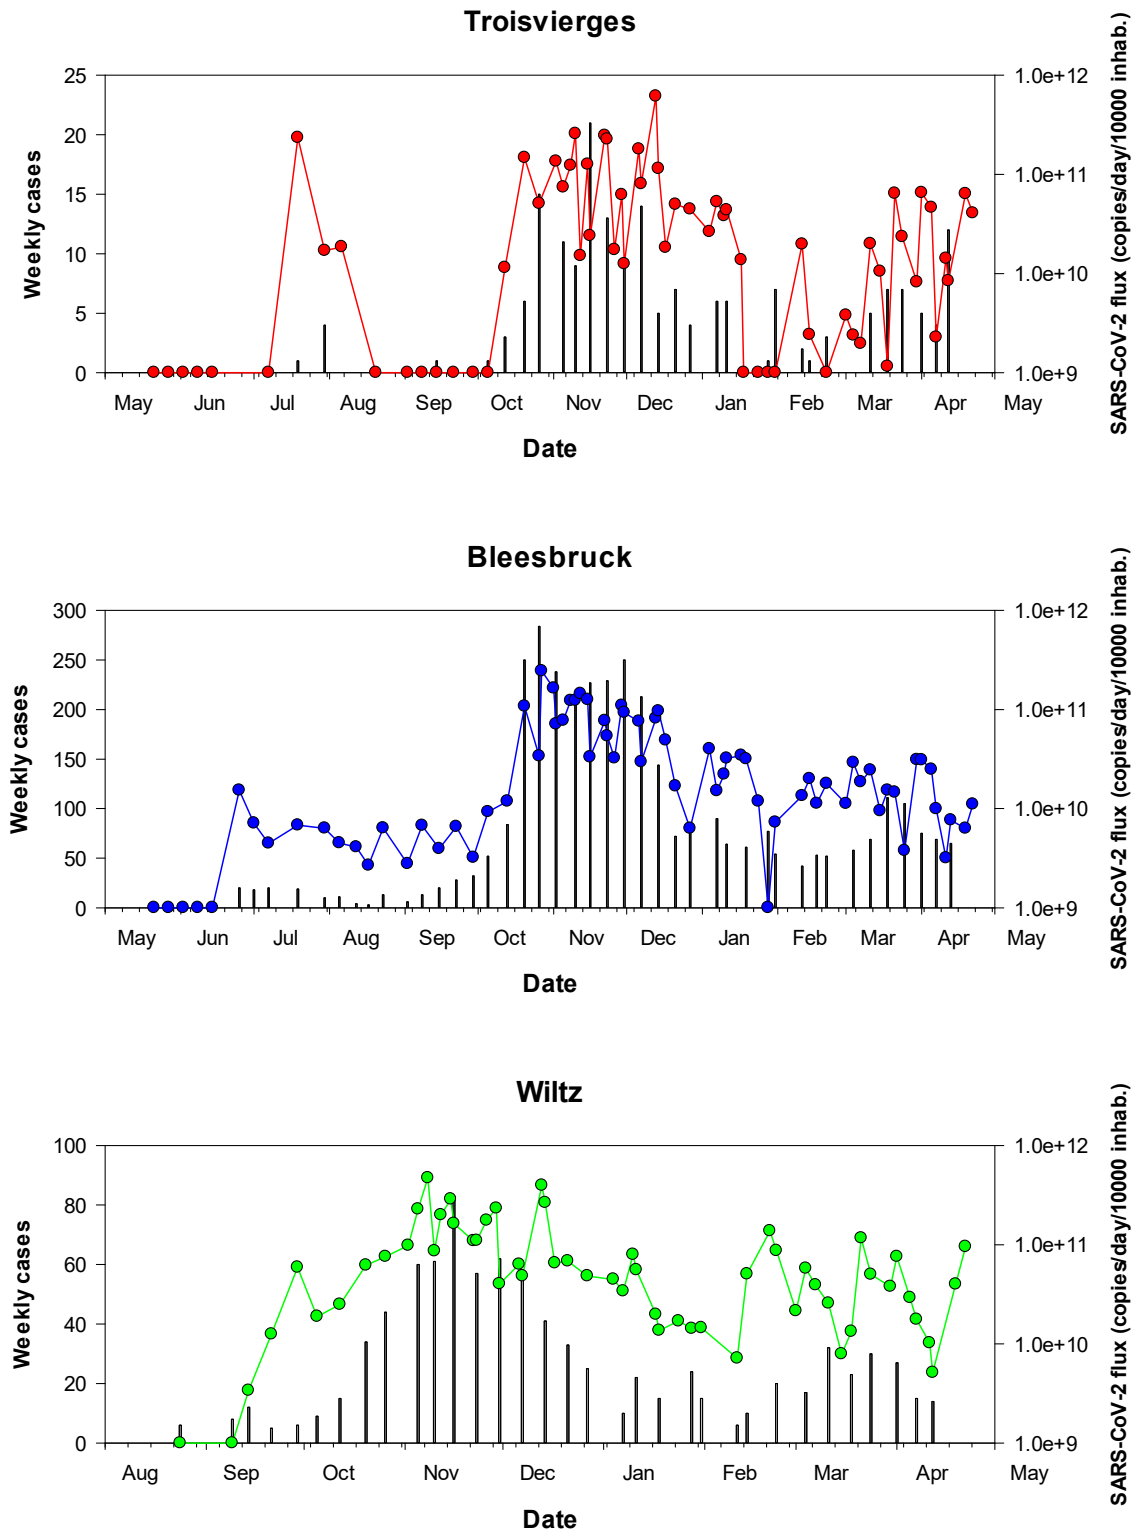 Troisvierges
25
20
15
10
5
0
Weekly cases
1.0e+12
1.0e+11
1.0e+10
1.0e+9
SARS-CoV-2 flux (copies/day/10000 inhab.)
May Jun Jul Aug Sep Oct Nov Dec Jan Feb Mar Apr May
Date
Bleesbruck
300
250
200
150
100
50
0
Weekly cases
1.0e+12
1.0e+11
1.0e+10
1.0e+9
SARS-CoV-2 flux (copies/day/10000 inhab.)
May Jun Jul Aug Sep Oct Nov Dec Jan Feb Mar Apr May
Date
Wiltz
100
80
60
40
20
0
Weekly cases
1.0e+12
1.0e+11
1.0e+10
1.0e+9
SARS-CoV-2 flux (copies/day/10000 inhab.)
Aug Sep Oct Nov Dec Jan Feb Mar Apr May
Date